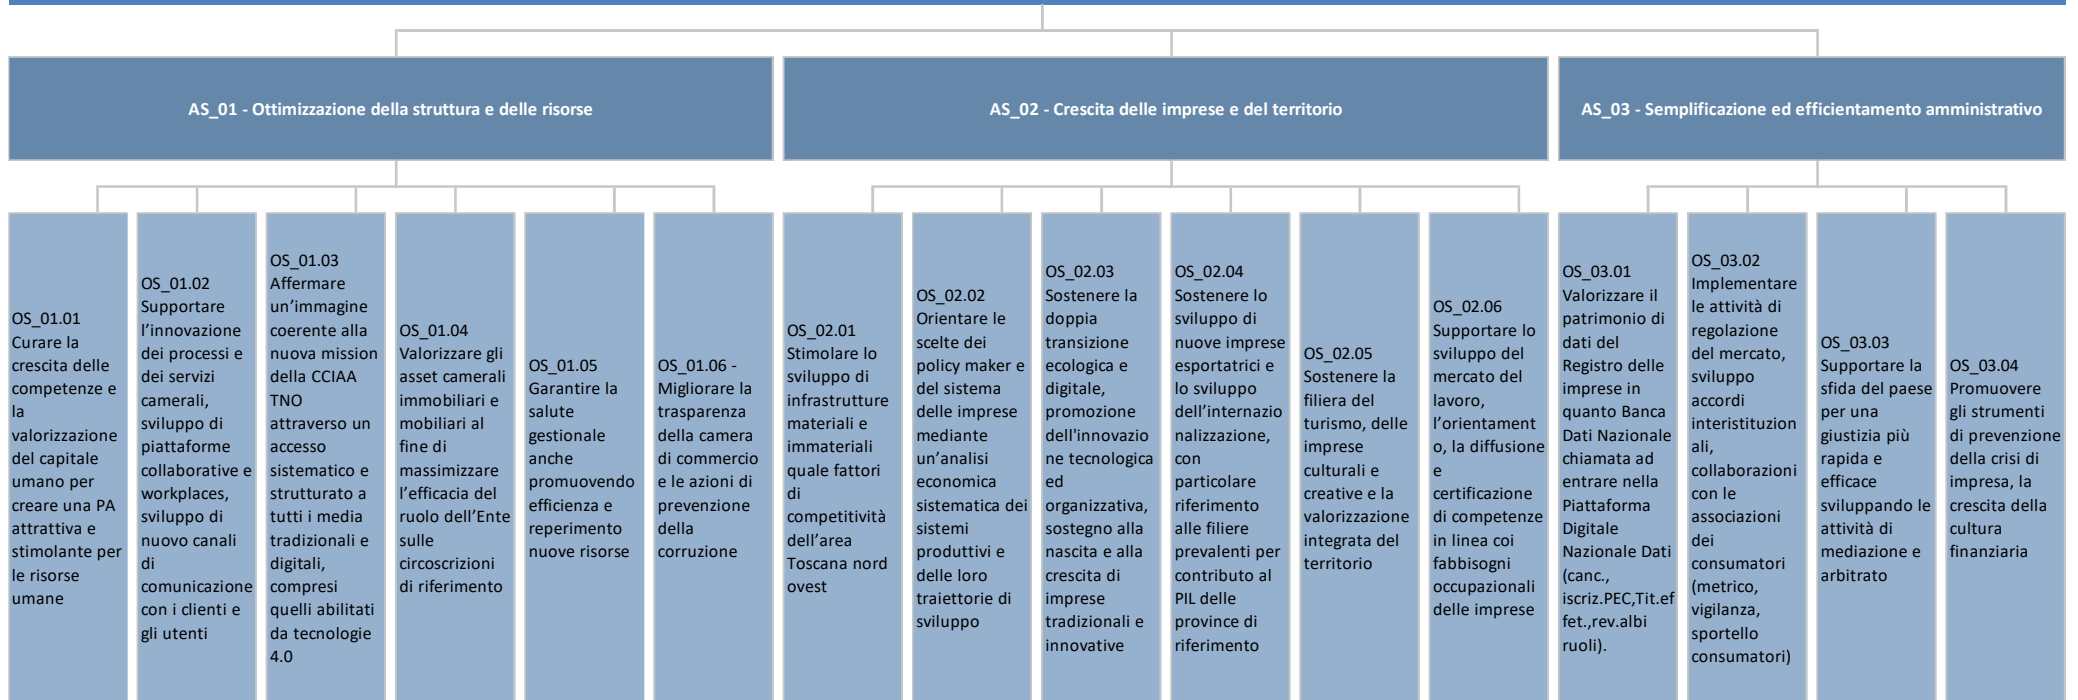 AS_01 - Ottimizzazione della struttura e delle risorse
AS_02 - Crescita delle imprese e del territorio
AS_03 - Semplificazione ed efficientamento amministrativo
OS_01.01
Curare la
crescita delle
competenze e
la
valorizzazione
del capitale
umano per
creare una PA
attrattiva e
stimolante per
le risorse
umane
OS_01.02
Supportare
l’innovazione
dei processi e
dei servizi
camerali,
sviluppo di
piattaforme
collaborative e
workplaces,
sviluppo di
nuovo canali
di
comunicazione
con i clienti e
gli utenti
OS_01.03
Affermare
un’immagine
coerente alla
nuova mission
della CCIAA
TNO
attraverso un
accesso
sistematico e
strutturato a
tutti i media
tradizionali e
digitali,
compresi
quelli abilitati
da tecnologie
4.0
OS_01.04
Valorizzare gli
asset camerali
immobiliari e
mobiliari al
fine di
massimizzare
l’efficacia del
ruolo dell’Ente
sulle
circoscrizioni
di riferimento
OS_01.05
Garantire la
salute
gestionale
anche
promuovendo
efficienza e
reperimento
nuove risorse
OS_01.06 -
Migliorare la
trasparenza
della camera
di commercio
e le azioni di
prevenzione
della
corruzione
OS_02.01
Stimolare lo
sviluppo di
infrastrutture
materiali e
immateriali
quale fattori
di
competitività
dell’area
Toscana nord
ovest
OS_02.02
Orientare le
scelte dei
policy maker e
del sistema
delle imprese
mediante
un’analisi
economica
sistematica dei
sistemi
produttivi e
delle loro
traiettorie di
sviluppo
OS_02.03
Sostenere la
doppia
transizione
ecologica e
digitale,
promozione
dell'innovazio
ne tecnologica
ed
organizzativa,
sostegno alla
nascita e alla
crescita di
imprese
tradizionali e
innovative
OS_02.04
Sostenere lo
sviluppo di
nuove imprese
esportatrici e
lo sviluppo
dell’internazio
nalizzazione,
con
particolare
riferimento
alle filiere
prevalenti per
contributo al
PIL delle
province di
riferimento
OS_02.05
Sostenere la
filiera del
turismo, delle
imprese
culturali e
creative e la
valorizzazione
integrata del
territorio
OS_02.06
Supportare lo
sviluppo del
mercato del
lavoro,
l’orientament
o, la diffusione
e
certificazione
di competenze
in linea coi
fabbisogni
occupazionali
delle imprese
OS_03.01
Valorizzare il
patrimonio di
dati del
Registro delle
imprese in
quanto Banca
Dati Nazionale
chiamata ad
entrare nella
Piattaforma
Digitale
Nazionale Dati
(canc.,
iscriz.PEC,Tit.ef
fet.,rev.albi
ruoli).
OS_03.02
Implementare
le attività di
regolazione
del mercato,
sviluppo
accordi
interistituzion
ali,
collaborazioni
con le
associazioni
dei
consumatori
(metrico,
vigilanza,
sportello
consumatori)
OS_03.03
Supportare la
sfida del paese
per una
giustizia più
rapida e
efficace
sviluppando le
attività di
mediazione e
arbitrato
OS_03.04
Promuovere
gli strumenti
di prevenzione
della crisi di
impresa, la
crescita della
cultura
finanziaria